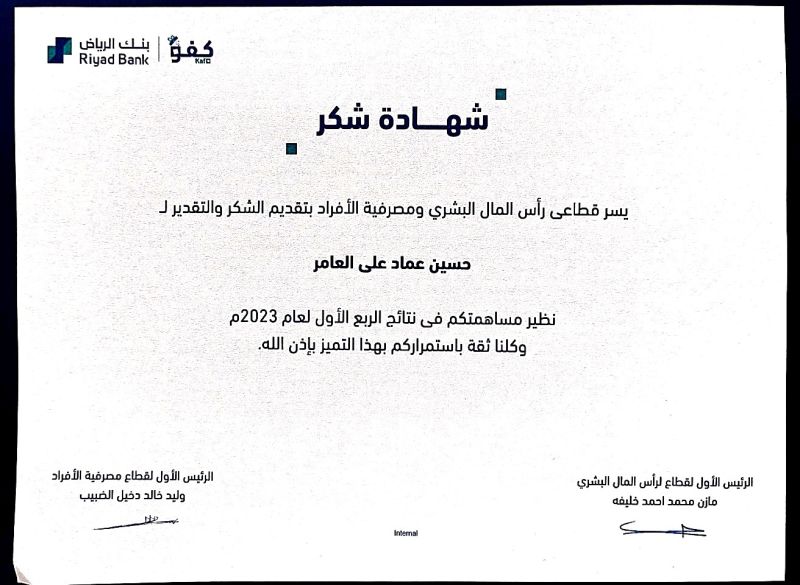 بنك الرياض
Riyad Bank
كفو
Kafo
شهـــادة شكر
يسر قطاعى رأس المال البشري ومصرفية الأفراد بتقديم الشكر والتقدير لـ
حسين عماد على العامر
نظير مساهمتكم فى نتائج الربع الأول لعام 2023م
وكلنا ثقة باستمراركم بهذا التميز بإذن الله.
الرئيس الأول لقطاع لرأس المال البشري
مازن محمد احمد خليفه
الرئيس الأول لقطاع مصرفية الأفراد
وليد خالد دخيل الضبيب
Internal